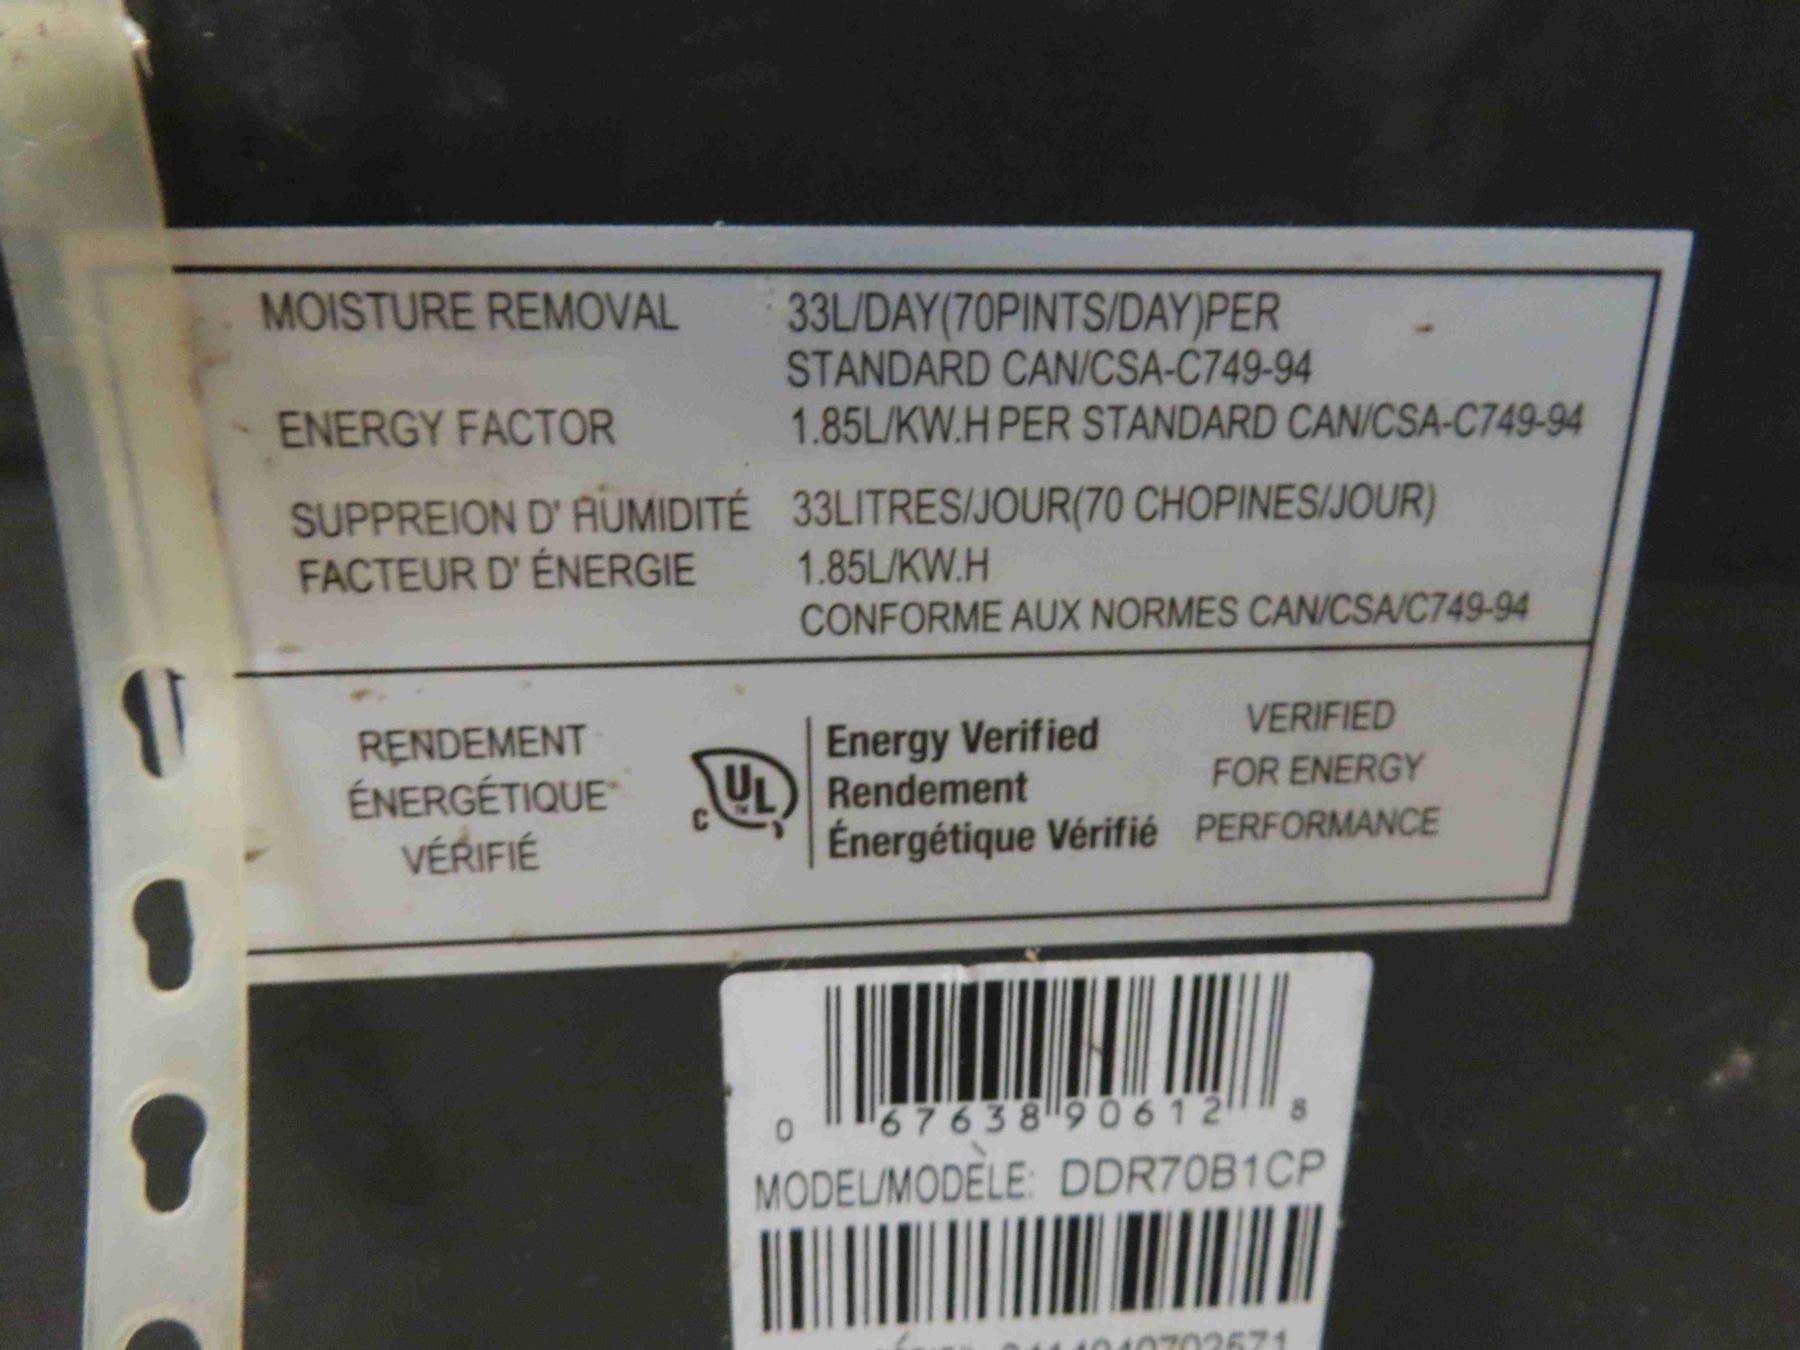 MOISTURE REMOVAL 33L/DAY(70PINTS/DAY)PER
STANDARD CAN/CSA-C749-94
ENERGY FACTOR 1.85L/KW.H PER STANDARD CAN/CSA-C749-94
SUPPREION D' HUMIDITÉ 33LITRES/JOUR(70 CHOPINES/JOUR)
FACTEUR D' ÉNERGIE 1.85L/KW.H
CONFORME AUX NORMES CAN/CSA/C749-94
RENDEMENT
ÉNERGÉTIQUE
VÉRIFIÉ
C UL TM
Energy Verified
Rendement
Énergétique Vérifié
VERIFIED
FOR ENERGY
PERFORMANCE
0 67638 90612 8
MODEL/MODÈLE: DDR70B1CP